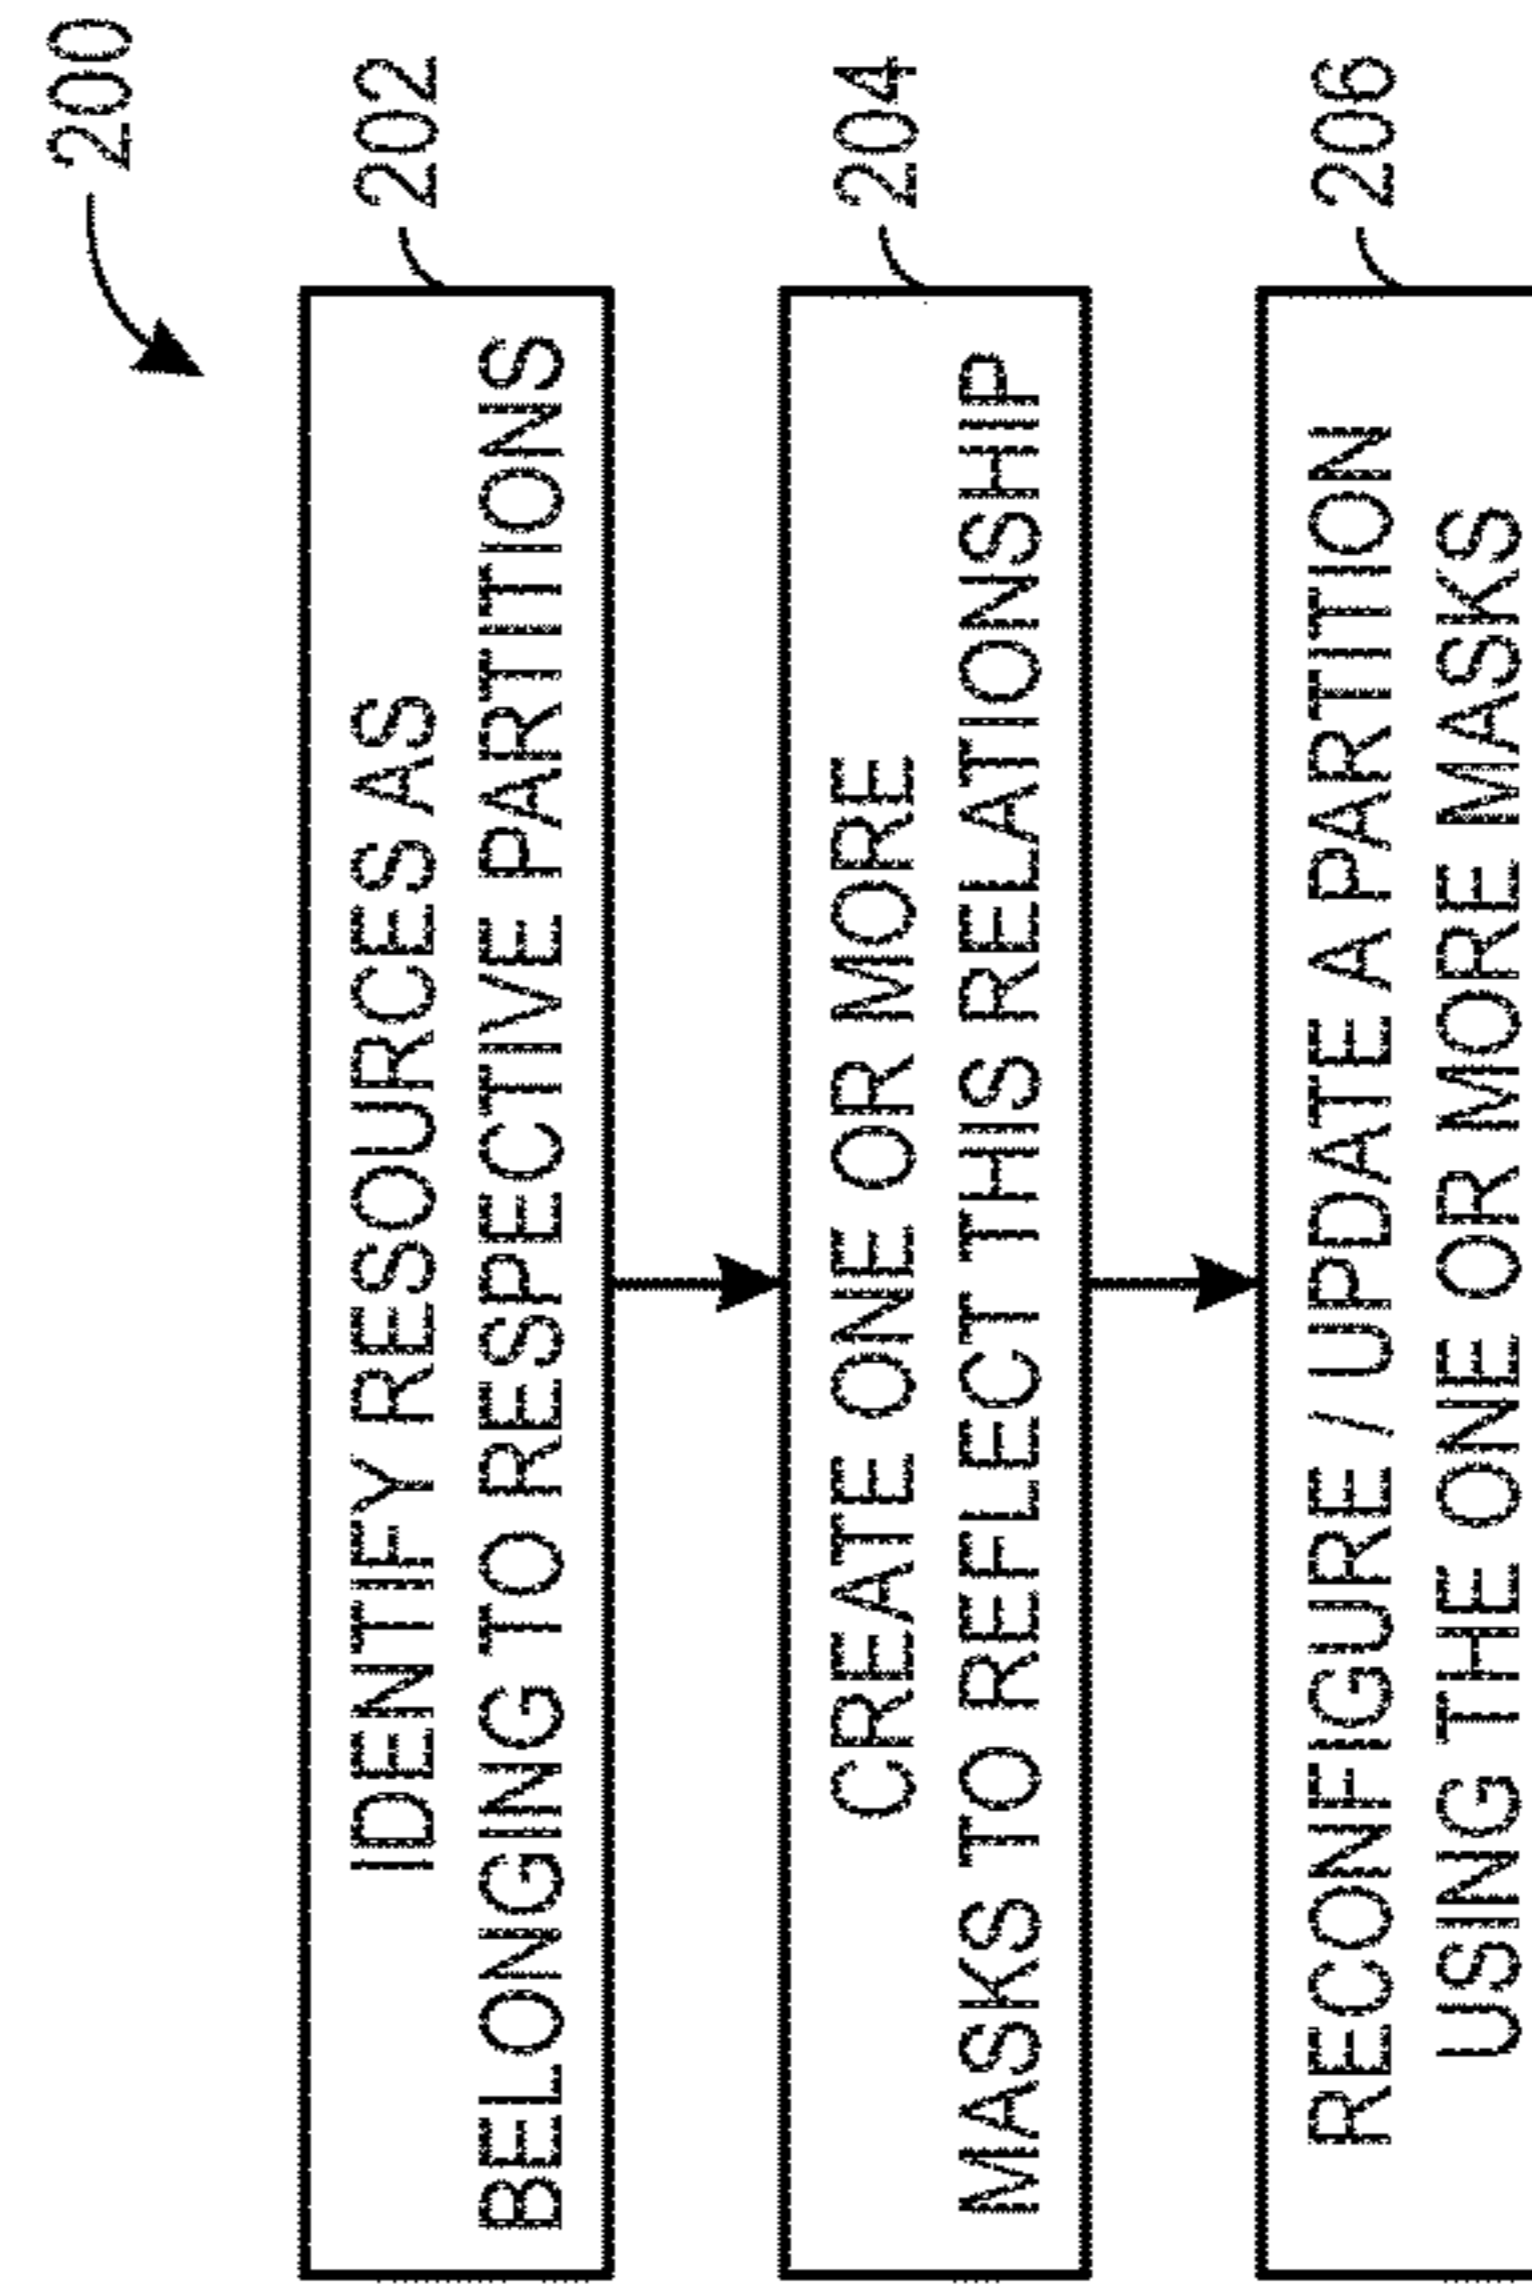 200
202
IDENTIFY RESOURCES AS
BELONGING TO RESPECTIVE PARTITIONS
204
CREATE ONE OR MORE
MASKS TO REFLECT THIS RELATIONSHIP
206
RECONFIGURE / UPDATE A PARTITION
USING THE ONE OR MORE MASKS